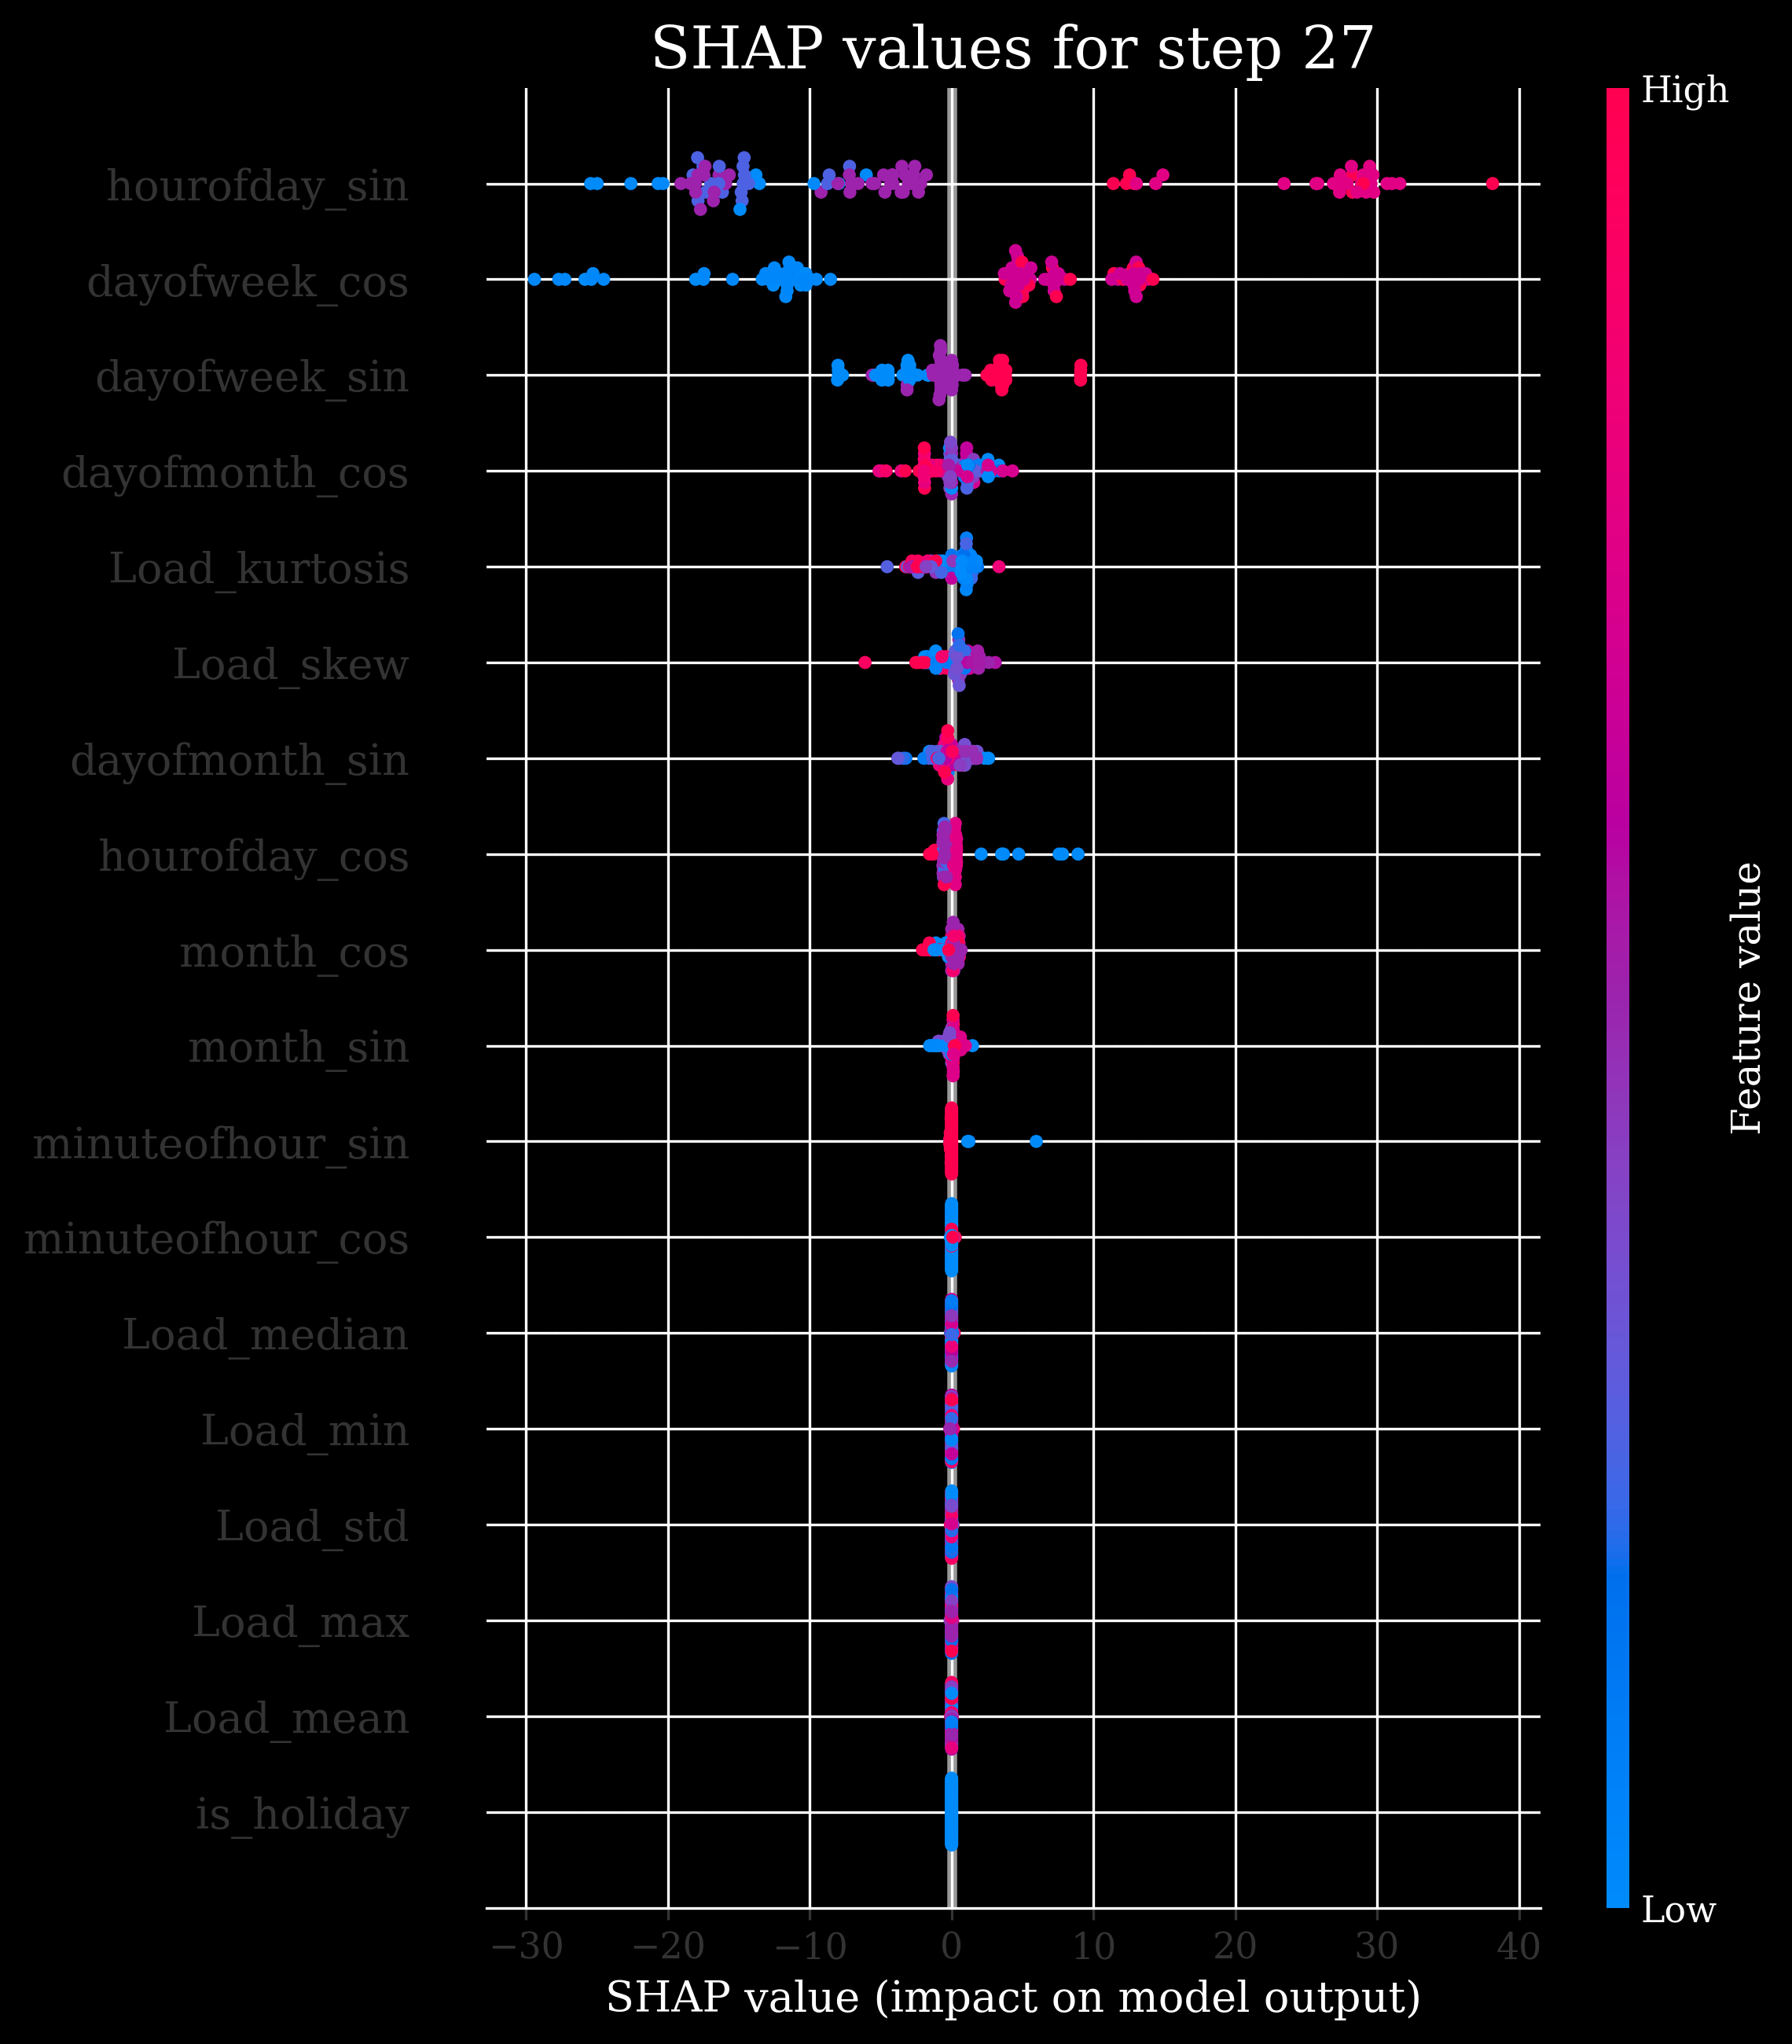 SHAP values for step 27
High
hourofday_sin
dayofweek_cos
dayofweek_sin
dayofmonth_cos
Load_kurtosis
Load_skew
dayofmonth_sin
hourofday_cos
month_cos
month_sin
minuteofhour_sin
minuteofhour_cos
Load_median
Load_min
Load_std
Load_max
Load_mean
is_holiday
Feature value
Low
−30 −20 −10 0 10 20 30 40
SHAP value (impact on model output)